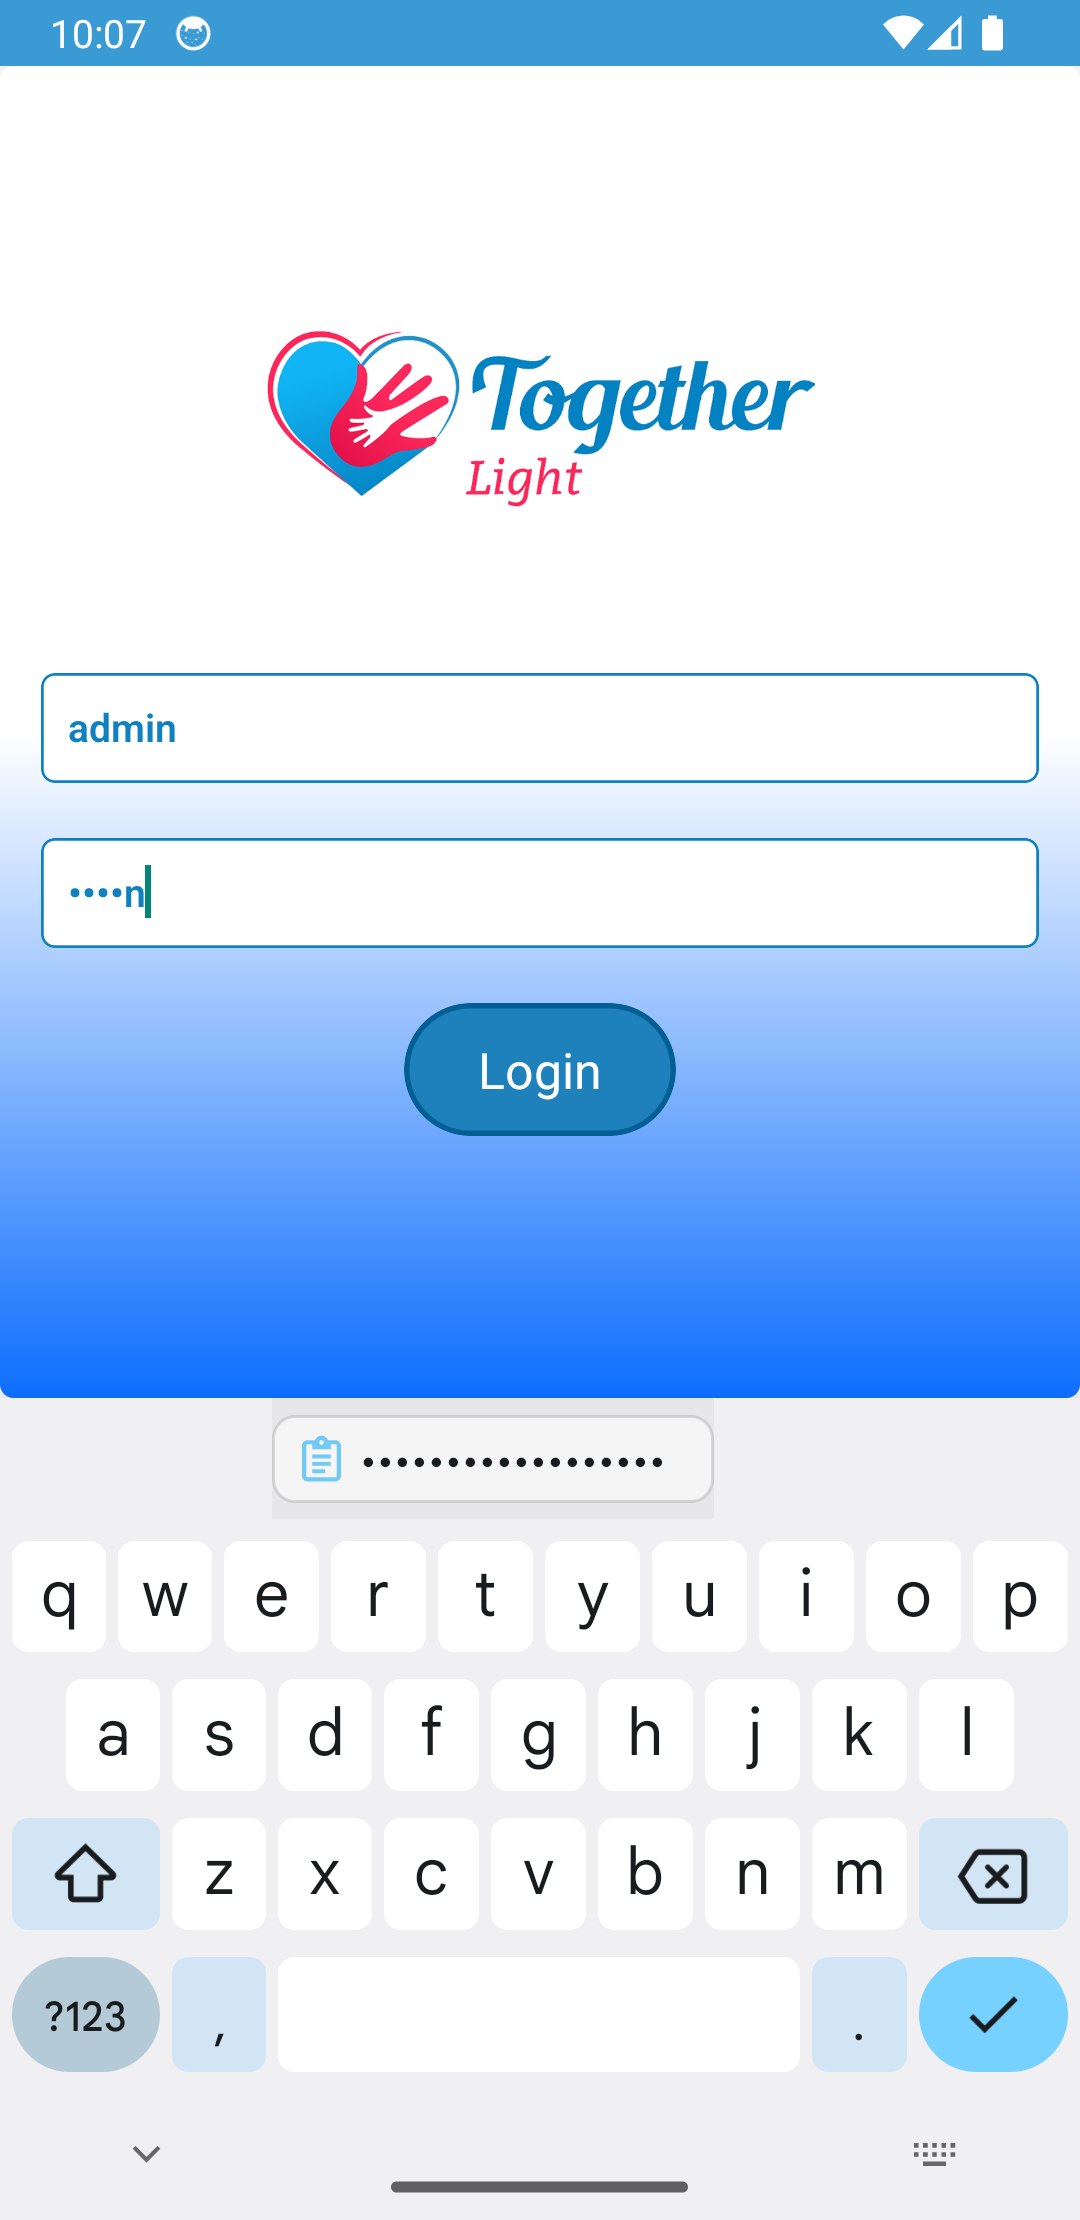 10:07
Together
Light
admin
••••n
Login
••••••••••••••••••
q w e r t y u i o p
a s d f g h j k l
z x c v b n m
?123 , .